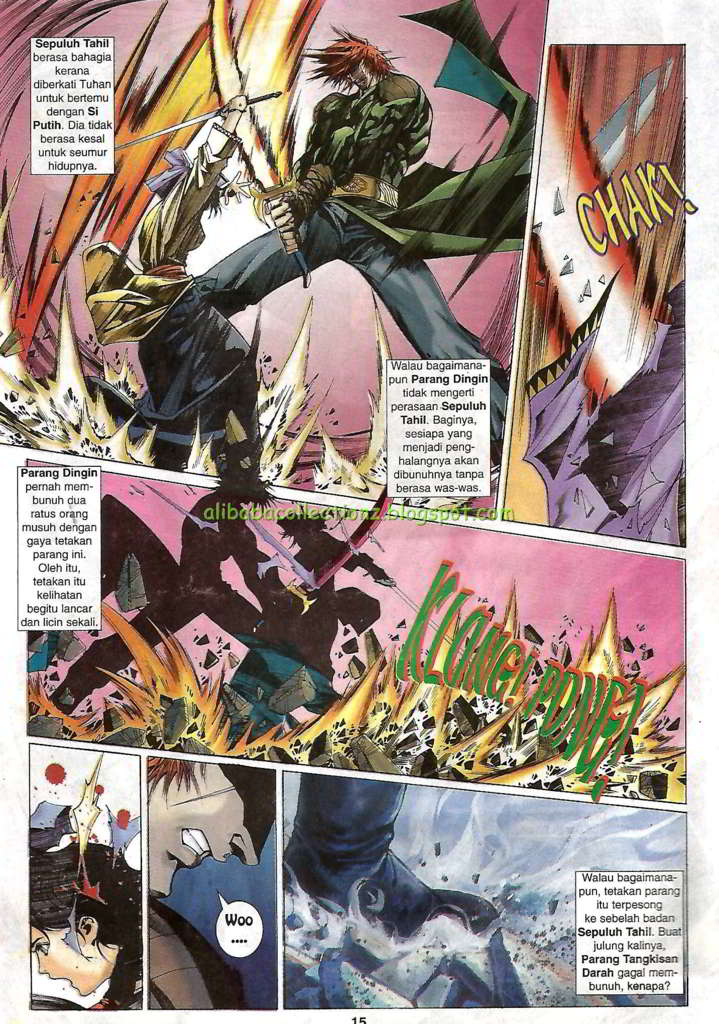 Sepuluh Tahil
berasa bahagia
kerana
diberkati Tuhan
untuk bertemu
dengan Si
Putih. Dia tidak
berasa kesal
untuk seumur
hidupnya.
CHAK!
Walau bagaimana-
pun Parang Dingin
tidak mengerti
perasaan Sepuluh
Tahil. Baginya,
sesiapa yang
menjadi peng-
halangnya akan
dibunuhnya tanpa
berasa was-was.
Parang Dingin
pernah mem-
bunuh dua
ratus orang
musuh dengan
gaya tetakan
parang ini.
Oleh itu,
tetakan itu
kelihatan
begitu lancar
dan licin sekali.
alibabacollectionz.blogspot.com
KLONG! PONG!
Woo
....
Walau bagaimana-
pun, tetakan parang
itu terpesong
ke sebelah badan
Sepuluh Tahil. Buat
julung kalinya,
Parang Tangkisan
Darah gagal mem-
bunuh, kenapa?
15